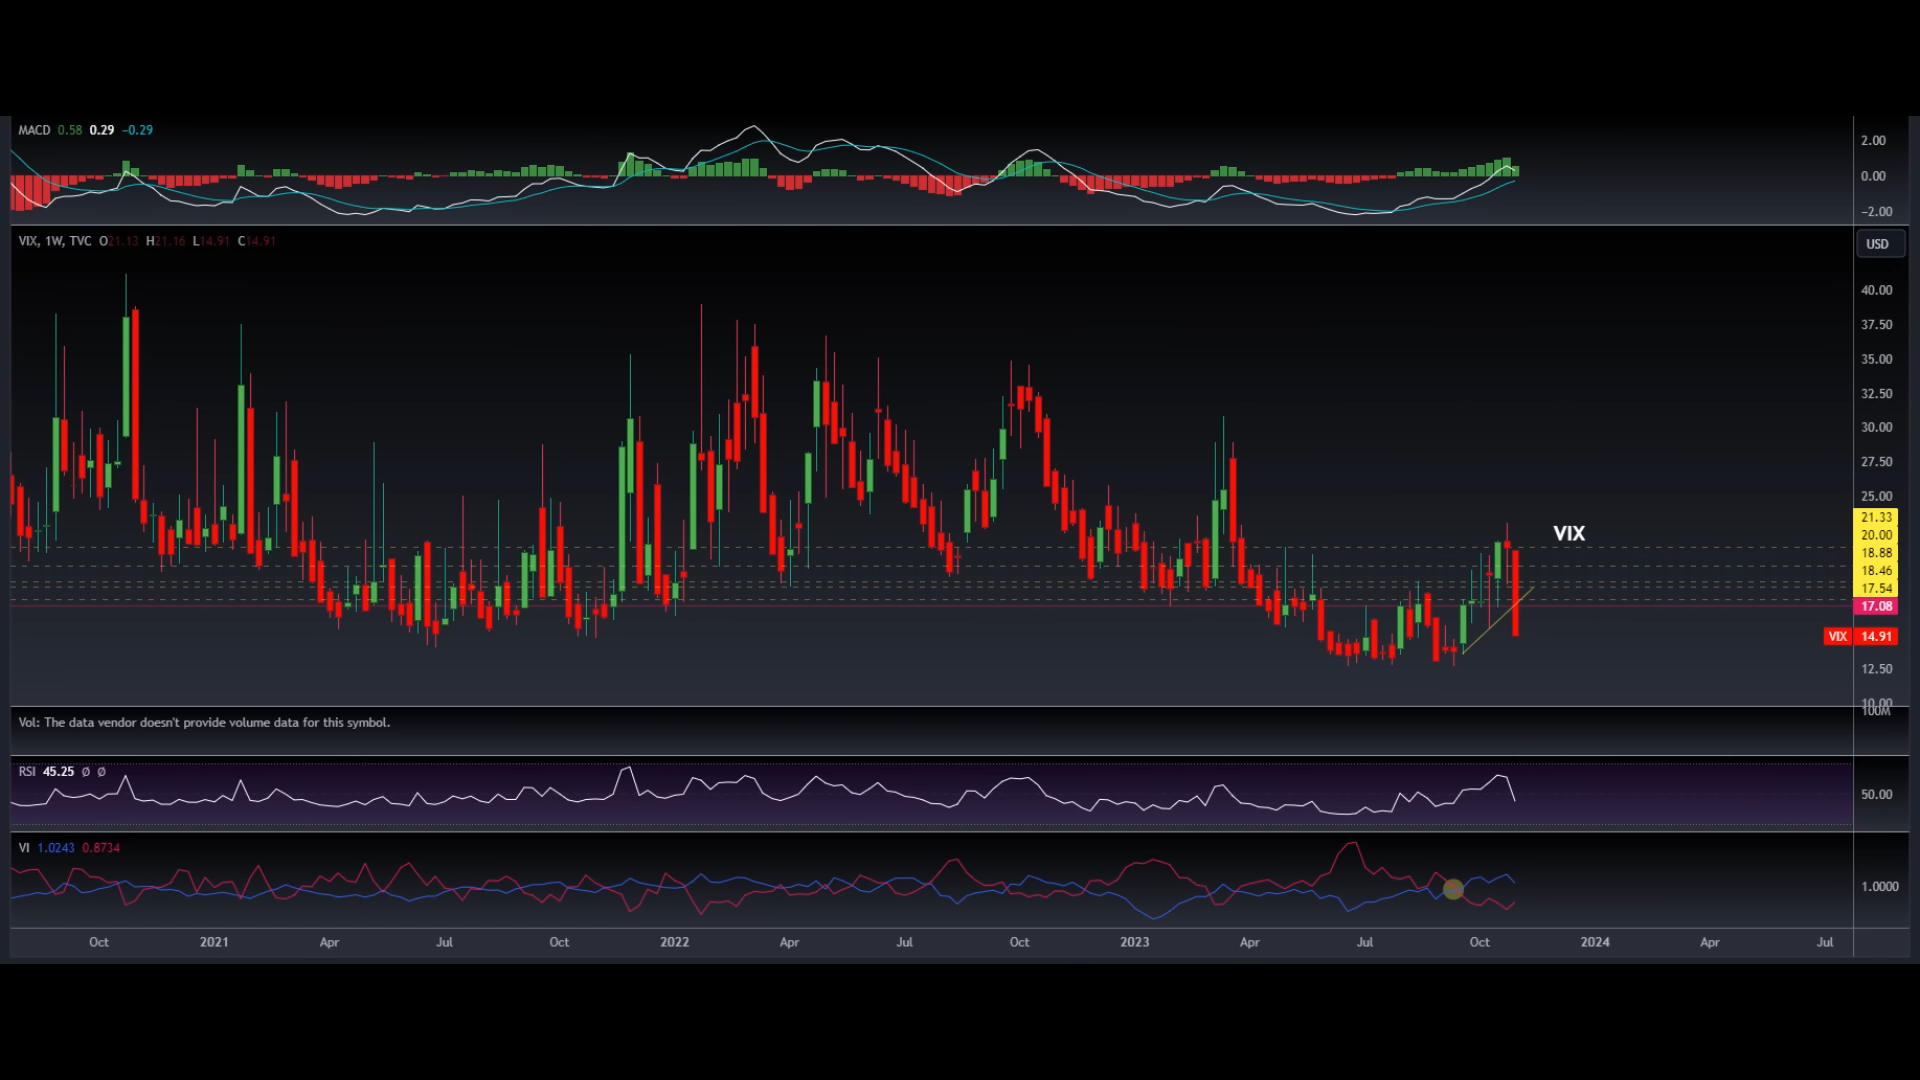 MACD 0.58 0.29 −0.29
2.00
0.00
−2.00
VIX, 1W, TVC O21.13 H21.16 L14.91 C14.91
USD
40.00
37.50
35.00
32.50
30.00
27.50
25.00
VIX
21.33
20.00
18.88
18.46
17.54
17.08
VIX 14.91
12.50
10.00
100M
Vol: The data vendor doesn't provide volume data for this symbol.
RSI 45.25 Ø Ø
50.00
VI 1.0243 0.8734
1.0000
Oct 2021 Apr Jul Oct 2022 Apr Jul Oct 2023 Apr Jul Oct 2024 Apr Jul